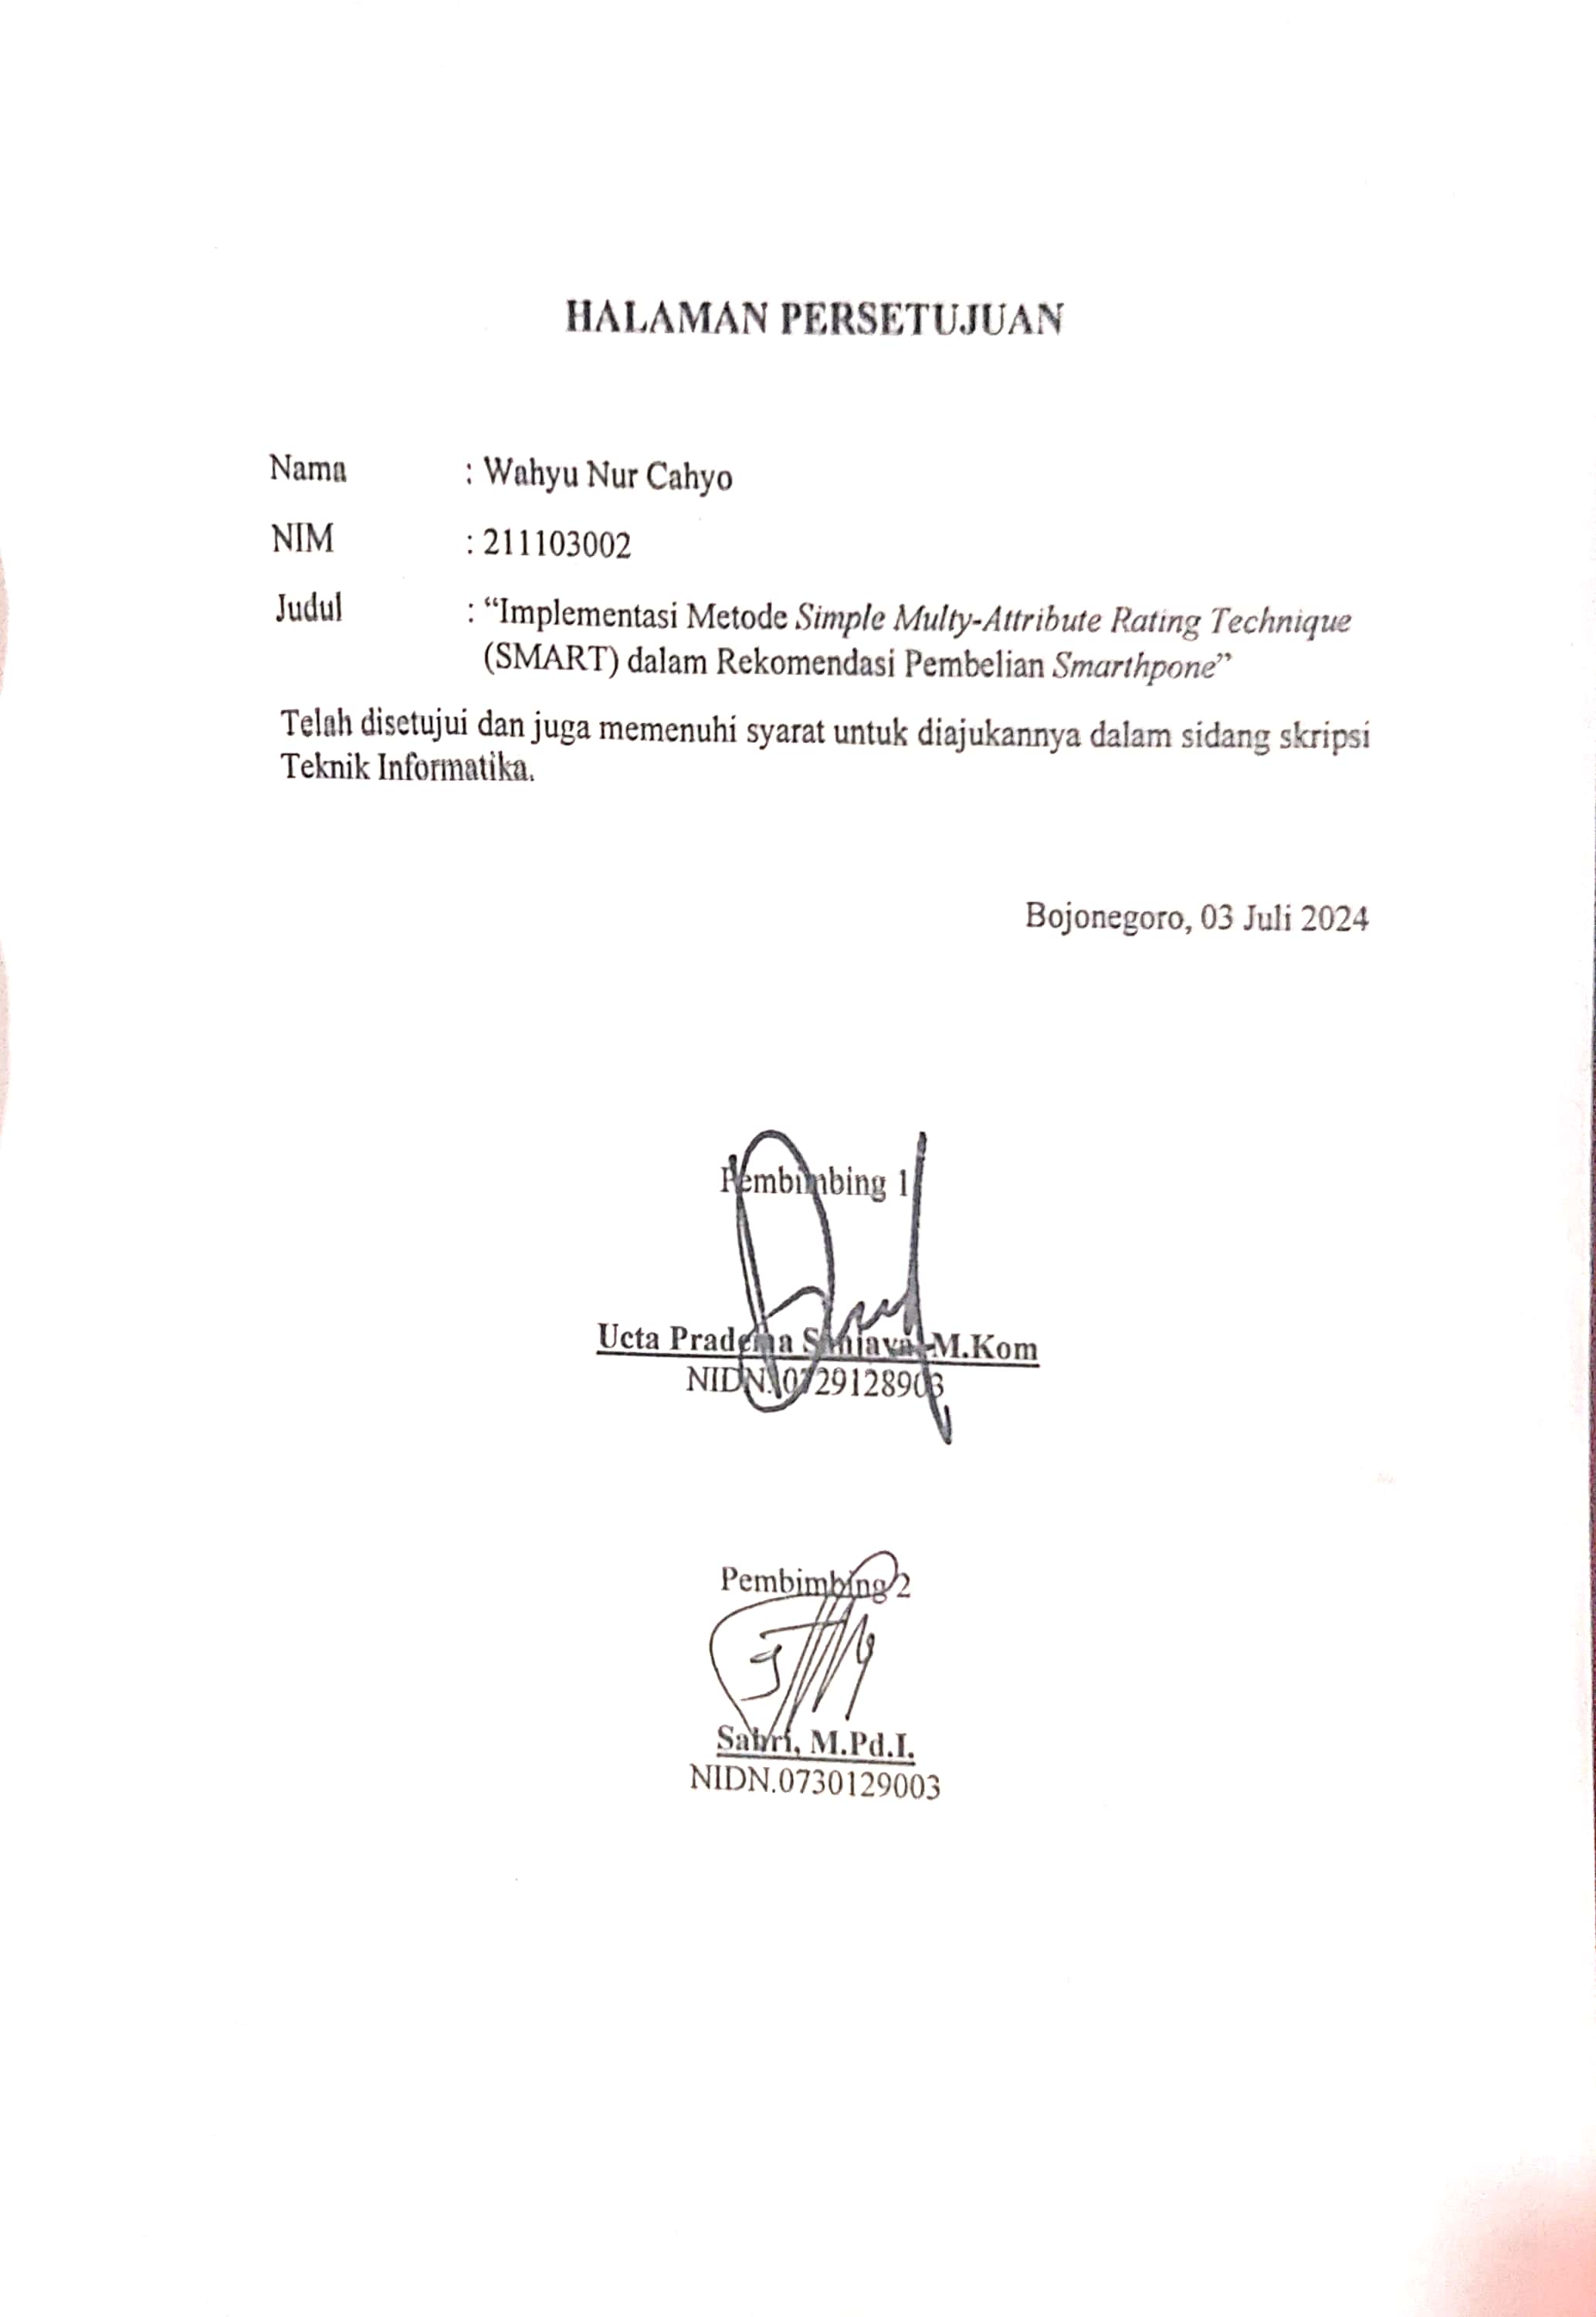 HALAMAN PERSETUJUAN
Nama : Wahyu Nur Cahyo
NIM : 211103002
Judul : “Implementasi Metode Simple Multy-Attribute Rating Technique
(SMART) dalam Rekomendasi Pembelian Smarthpone”
Telah disetujui dan juga memenuhi syarat untuk diajukannya dalam sidang skripsi
Teknik Informatika.
Bojonegoro, 03 Juli 2024
Pembimbing 1
Ucta Pradema Sanjaya, M.Kom
NIDN.0729128903
Pembimbing 2
Sahri, M.Pd.I.
NIDN.0730129003